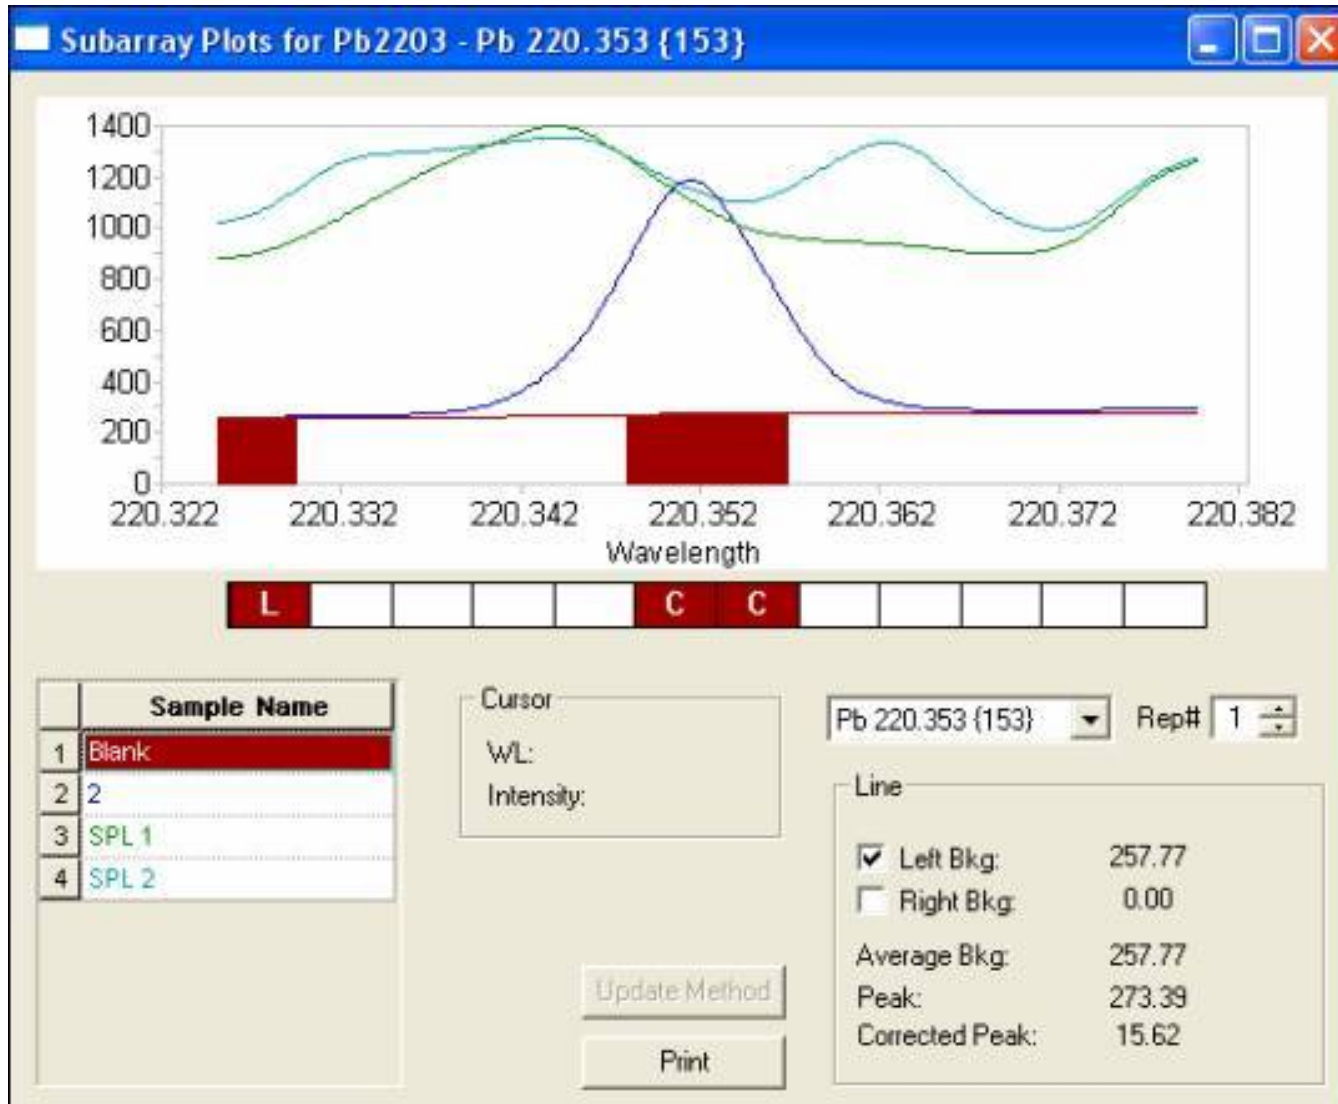 Subarray Plots for Pb2203 - Pb 220.353 {153}
1400
1200
1000
800
600
400
200
0
220.322 220.332 220.342 220.352 220.362 220.372 220.382
Wavelength
L C C
Sample Name
1 Blank
2 2
3 SPL 1
4 SPL 2
Cursor
WL:
Intensity:
Update Method
Print
Pb 220.353 {153} Rep# 1
Line
Left Bkg: 257.77
Right Bkg: 0.00
Average Bkg: 257.77
Peak: 273.39
Corrected Peak: 15.62